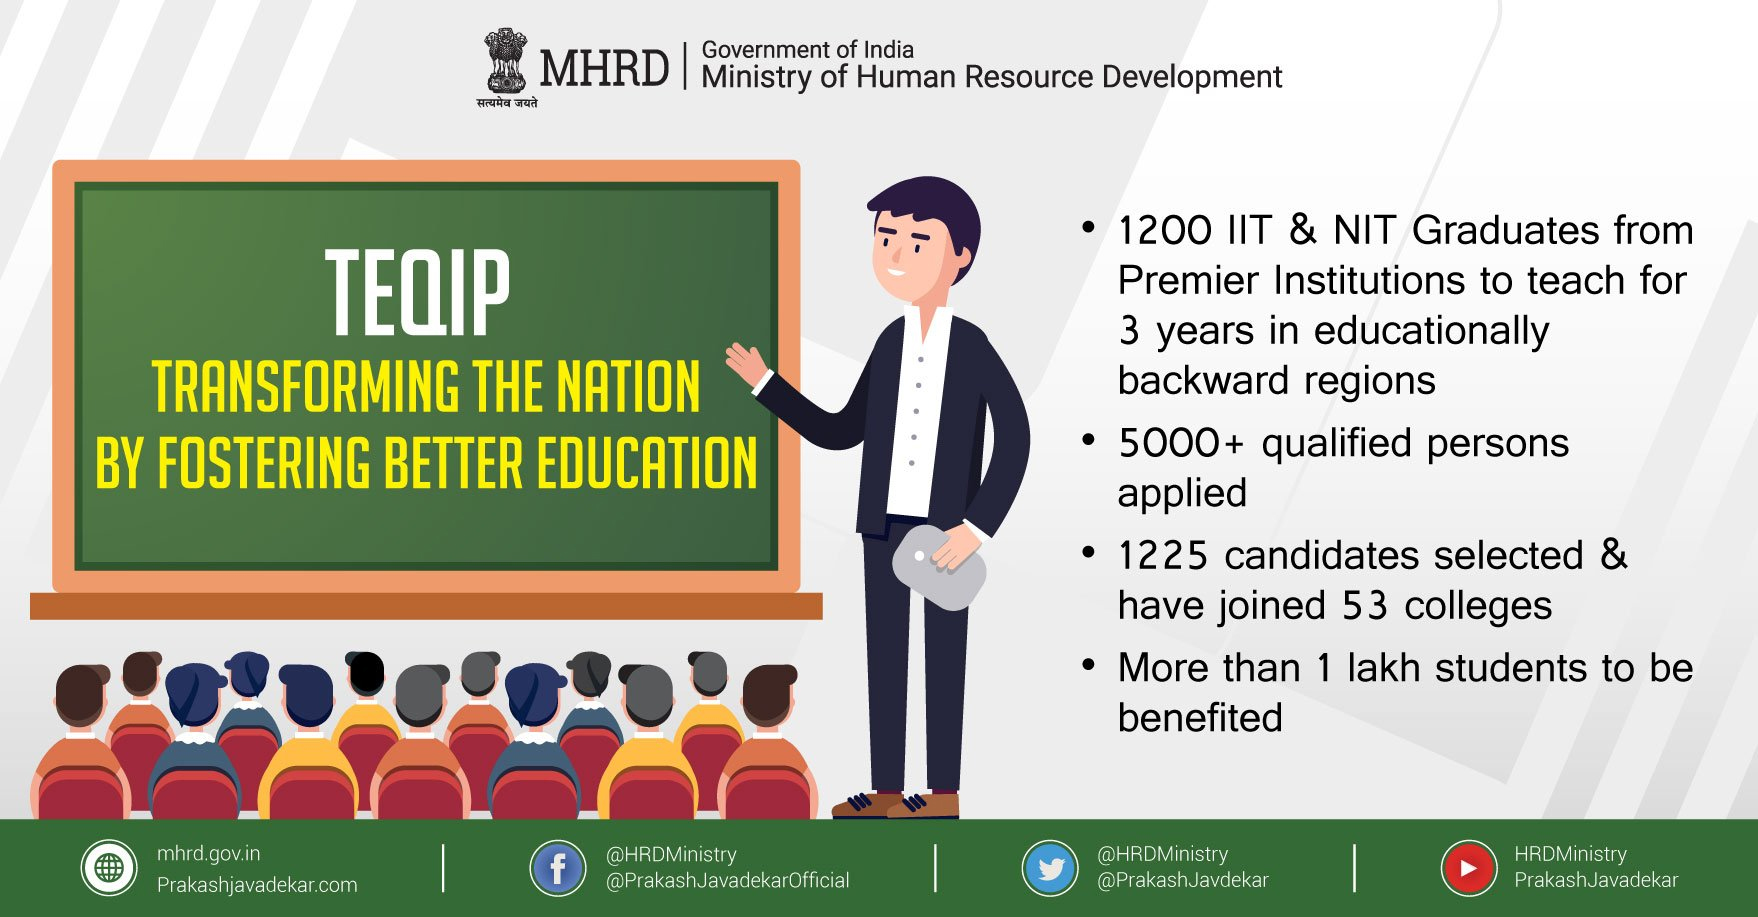 सत्यमेव जयते
MHRD
Government of India
Ministry of Human Resource Development
TEQIP
TRANSFORMING THE NATION
BY FOSTERING BETTER EDUCATION
• 1200 IIT & NIT Graduates from
Premier Institutions to teach for
3 years in educationally
backward regions
• 5000+ qualified persons
applied
• 1225 candidates selected &
have joined 53 colleges
• More than 1 lakh students to be
benefited
mhrd.gov.in
Prakashjavadekar.com
@HRDMinistry
@PrakashJavadekarOfficial
@HRDMinistry
@PrakashJavdekar
HRDMinistry
PrakashJavadekar